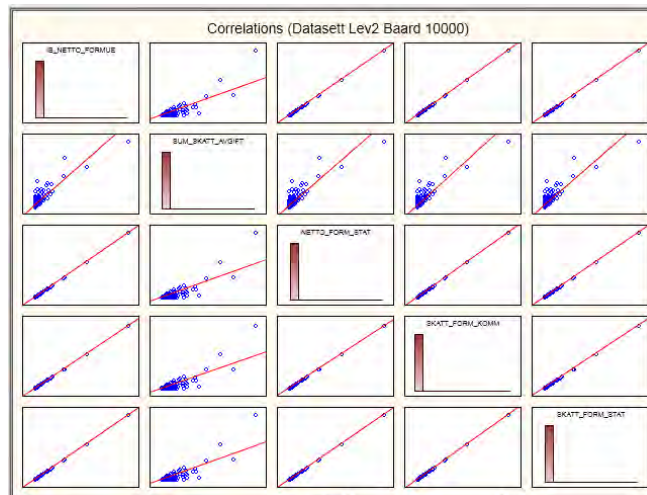 Correlations (Datasett Lev2 Baard 10000)
IS_NETTO_FORMUE
SUM_SKATT_AVGIFT
NETTO_FORM_STAT
SKATT_FORM_KOMM
SKATT_FORM_STAT